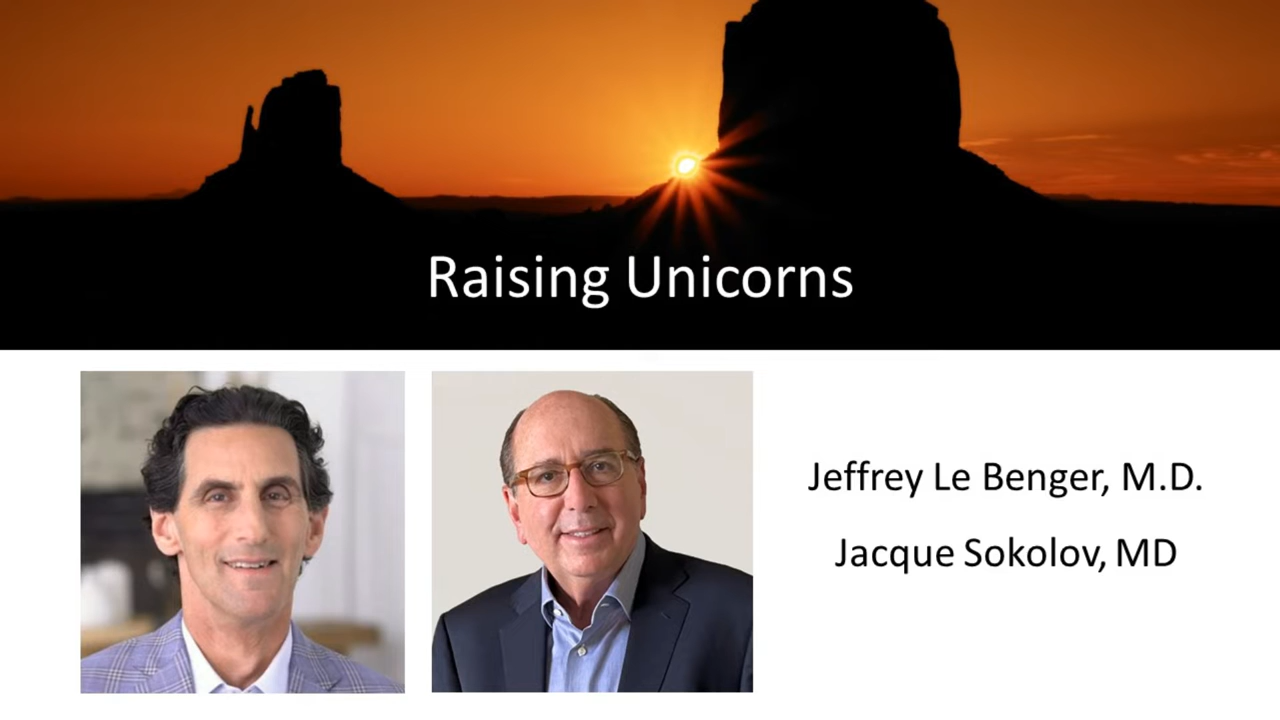 Raising Unicorns
Jeffrey Le Benger, M.D.
Jacque Sokolov, MD